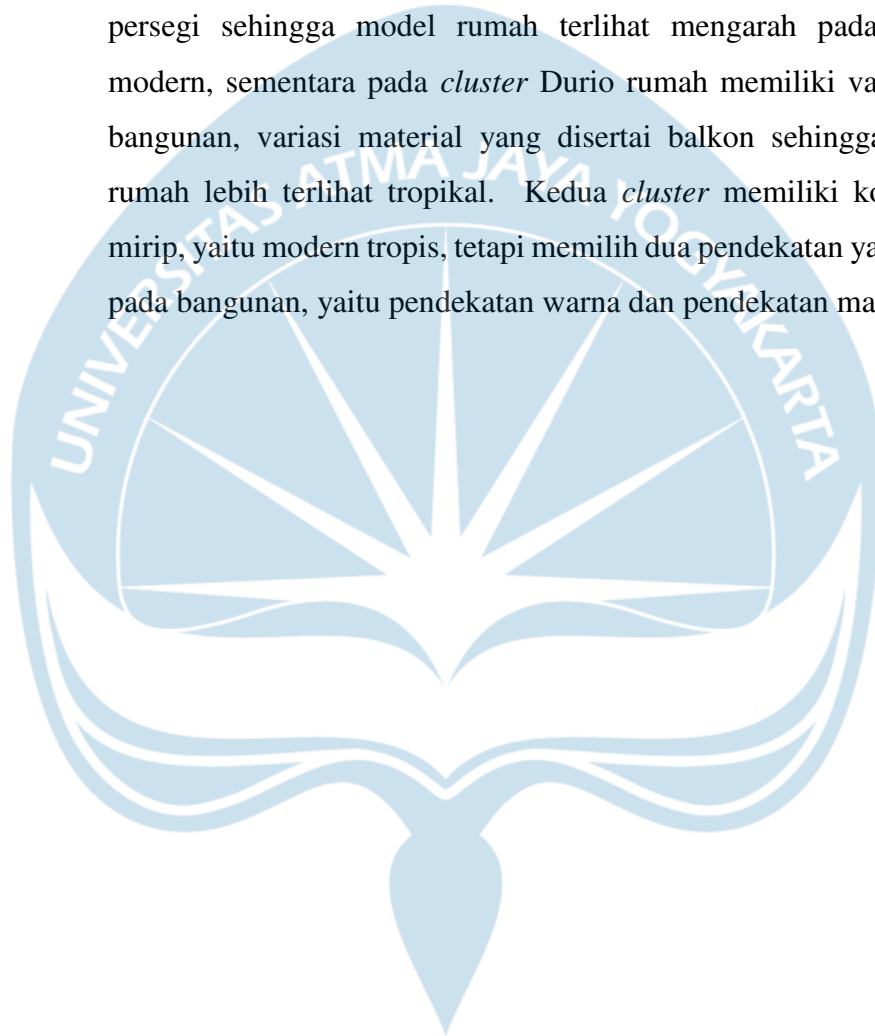 persegi sehingga model rumah terlihat mengarah pada
modern, sementara pada cluster Durio rumah memiliki va
bangunan, variasi material yang disertai balkon sehingga
rumah lebih terlihat tropikal. Kedua cluster memiliki ko
mirip, yaitu modern tropis, tetapi memilih dua pendekatan ya
pada bangunan, yaitu pendekatan warna dan pendekatan ma
UNIVERSITAS ATMA JAYA YOGYAKARTA